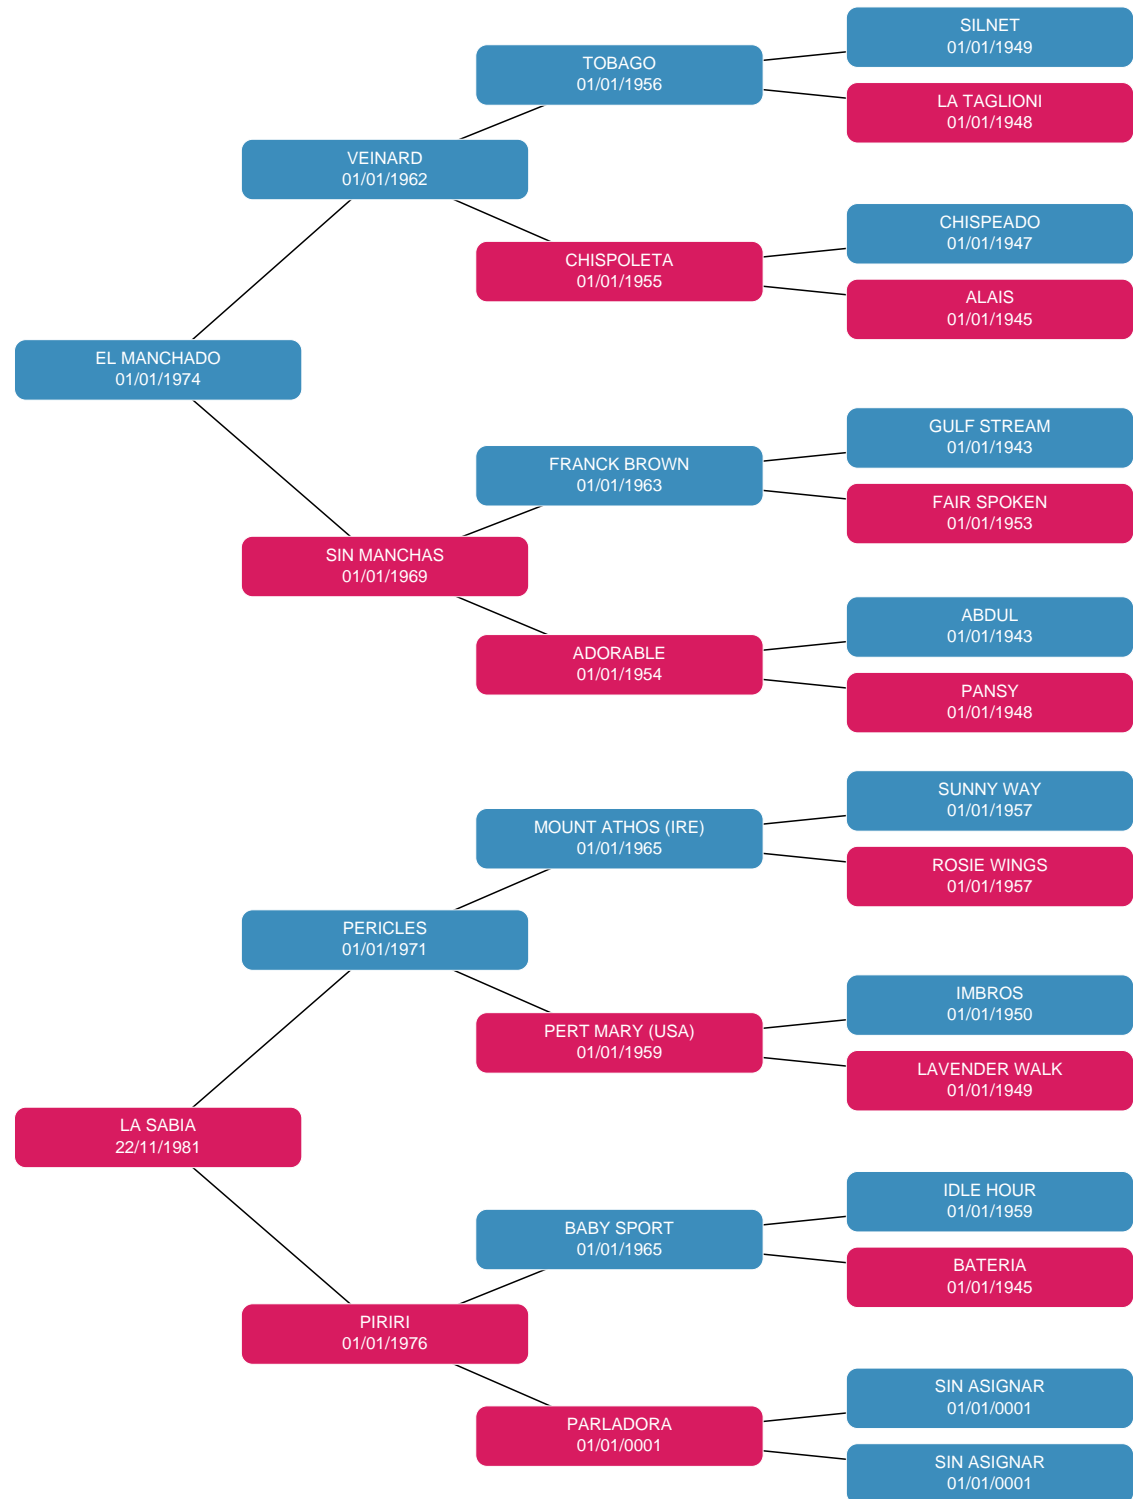 SILNET
01/01/1949
TOBAGO
01/01/1956
LA TAGLIONI
01/01/1948
VEINARD
01/01/1962
CHISPEADO
01/01/1947
CHISPOLETA
01/01/1955
ALAIS
01/01/1945
EL MANCHADO
01/01/1974
GULF STREAM
01/01/1943
FRANCK BROWN
01/01/1963
FAIR SPOKEN
01/01/1953
SIN MANCHAS
01/01/1969
ABDUL
01/01/1943
ADORABLE
01/01/1954
PANSY
01/01/1948
SUNNY WAY
01/01/1957
MOUNT ATHOS (IRE)
01/01/1965
ROSIE WINGS
01/01/1957
PERICLES
01/01/1971
IMBROS
01/01/1950
PERT MARY (USA)
01/01/1959
LAVENDER WALK
01/01/1949
LA SABIA
22/11/1981
IDLE HOUR
01/01/1959
BABY SPORT
01/01/1965
BATERIA
01/01/1945
PIRIRI
01/01/1976
SIN ASIGNAR
01/01/0001
PARLADORA
01/01/0001
SIN ASIGNAR
01/01/0001